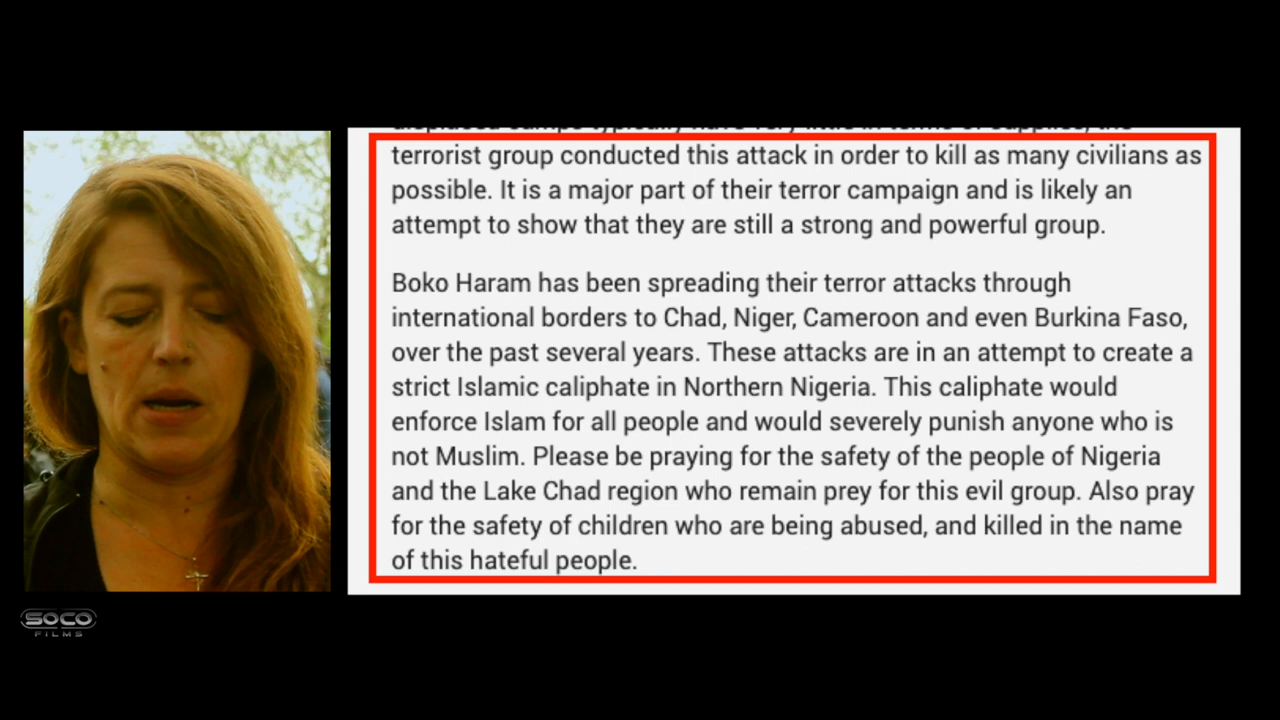 terrorist group conducted this attack in order to kill as many civilians as
possible. It is a major part of their terror campaign and is likely an
attempt to show that they are still a strong and powerful group.
Boko Haram has been spreading their terror attacks through
international borders to Chad, Niger, Cameroon and even Burkina Faso,
over the past several years. These attacks are in an attempt to create a
strict Islamic caliphate in Northern Nigeria. This caliphate would
enforce Islam for all people and would severely punish anyone who is
not Muslim. Please be praying for the safety of the people of Nigeria
and the Lake Chad region who remain prey for this evil group. Also pray
for the safety of children who are being abused, and killed in the name
of this hateful people.
SOCO
FILMS